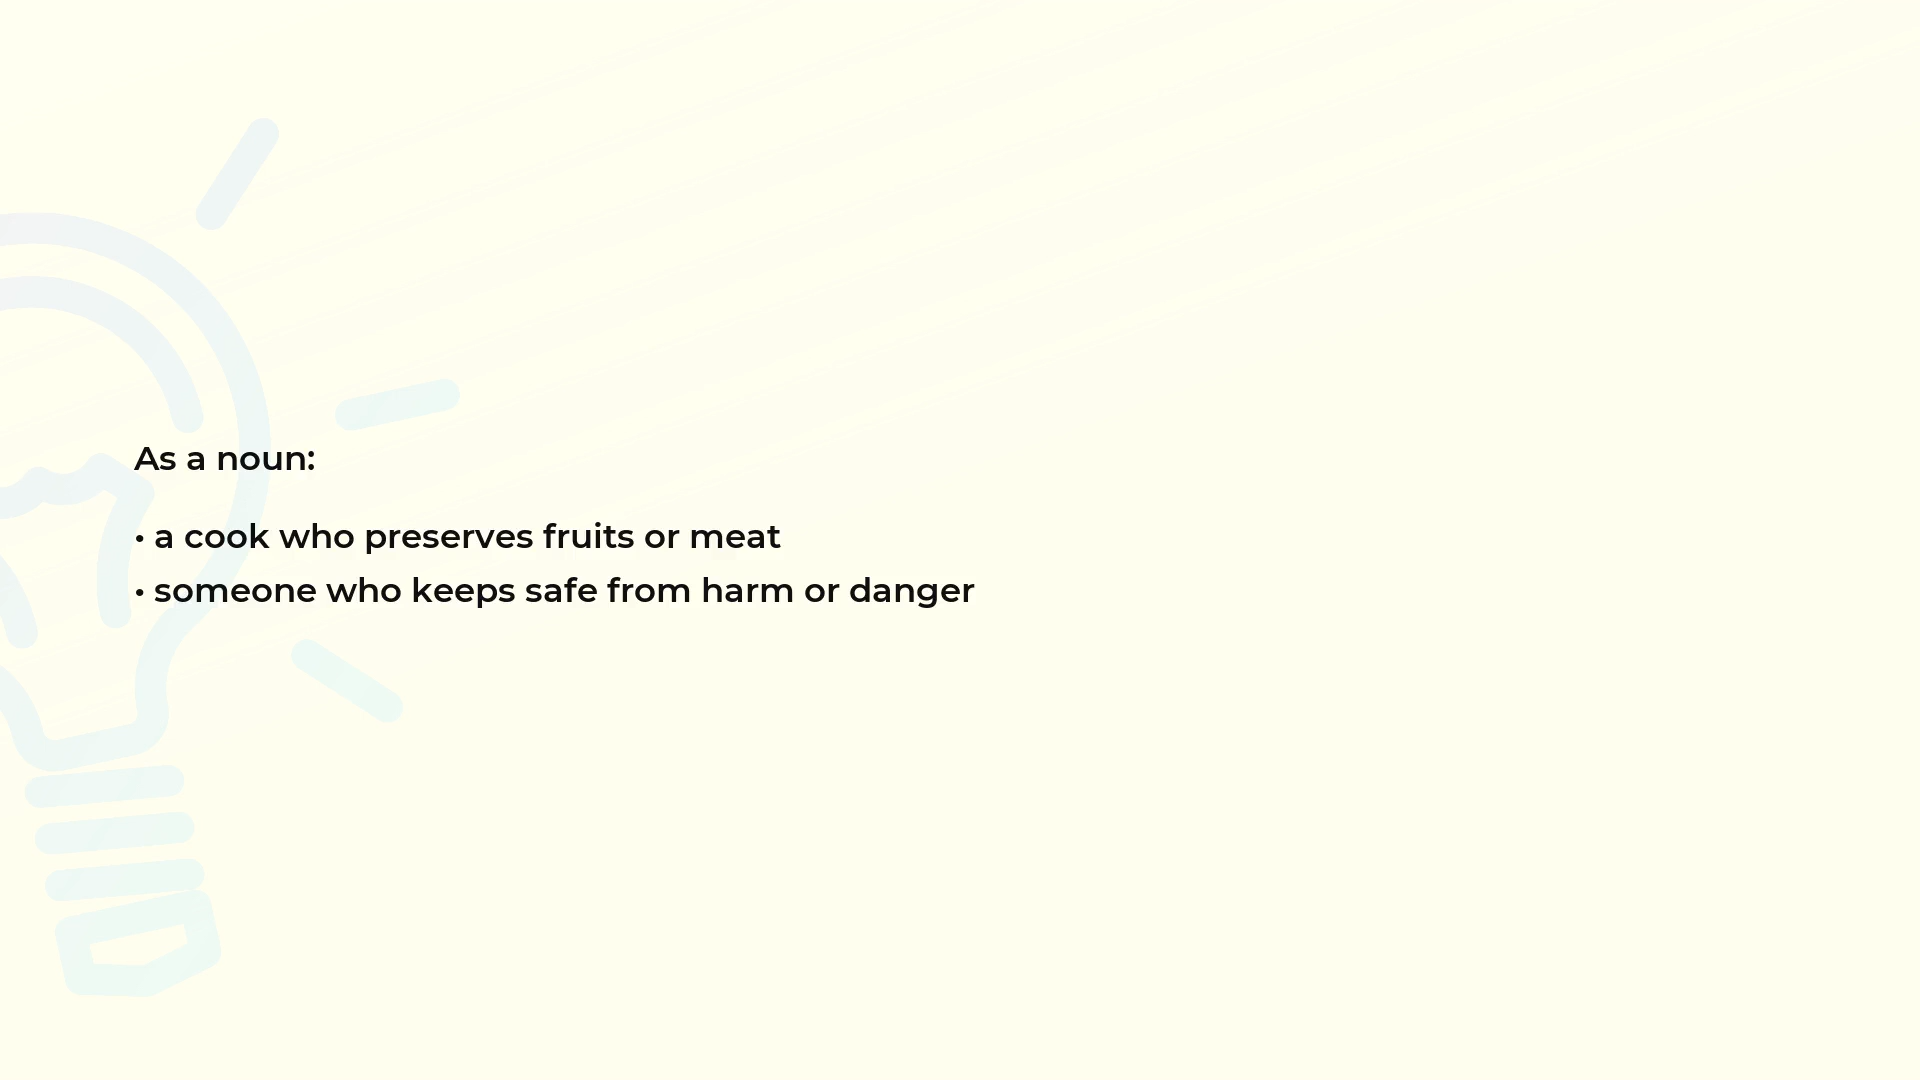 As a noun:
• a cook who preserves fruits or meat
• someone who keeps safe from harm or danger